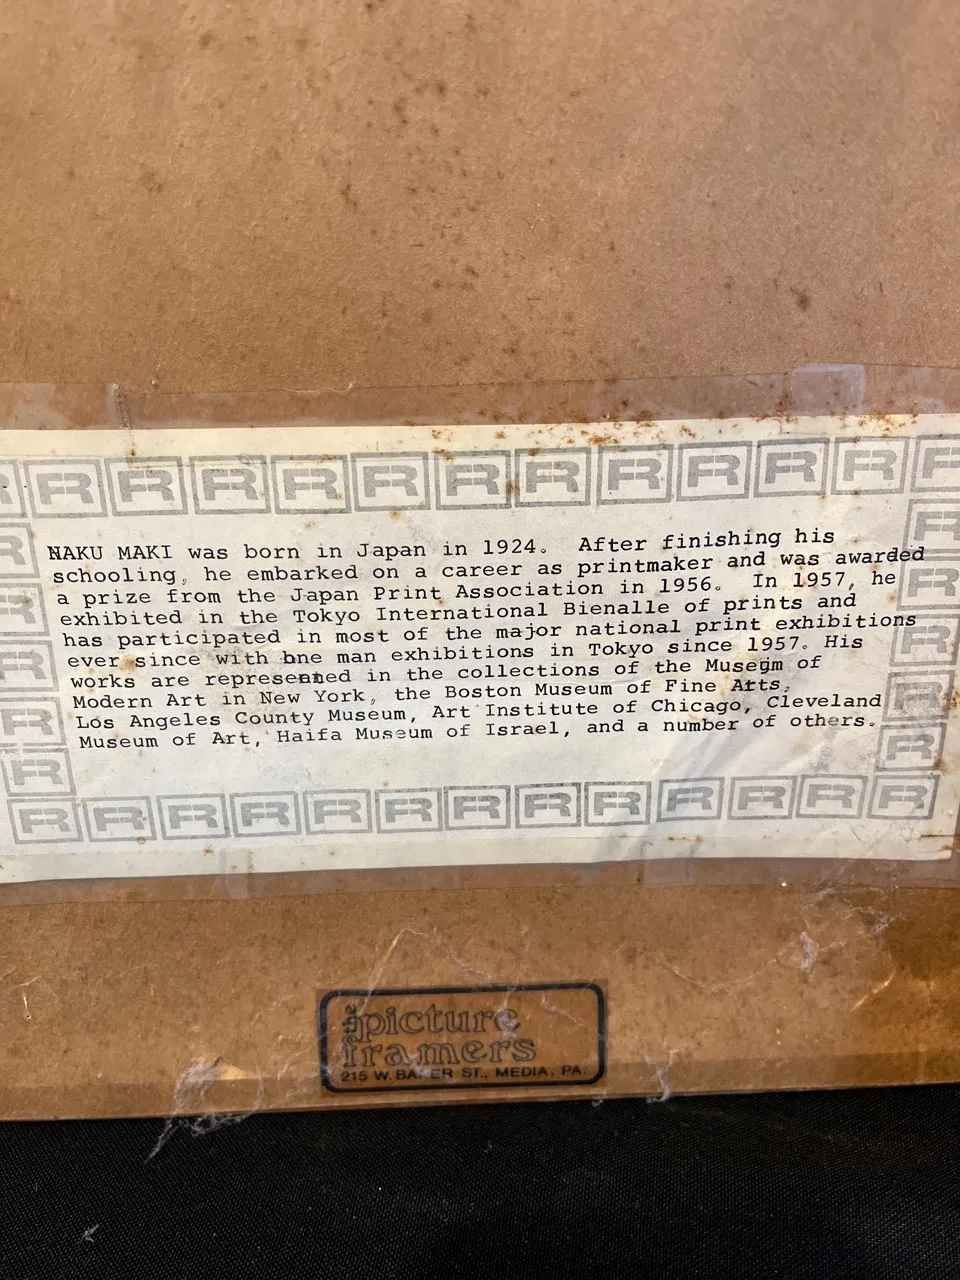 NAKU MAKI was born in Japan in 1924. After finishing his
schooling, he embarked on a career as printmaker and was awarded
a prize from the Japan Print Association in 1956. In 1957, he
exhibited in the Tokyo International Bienalle of prints and
has participated in most of the major national print exhibitions
ever since with one man exhibitions in Tokyo since 1957. His
works are represented in the collections of the Museum of
Modern Art in New York, the Boston Museum of Fine Arts,
Los Angeles County Museum, Art Institute of Chicago, Cleveland
Museum of Art, Haifa Museum of Israel, and a number of others.
the picture
framers
215 W. BAKER ST., MEDIA, PA.